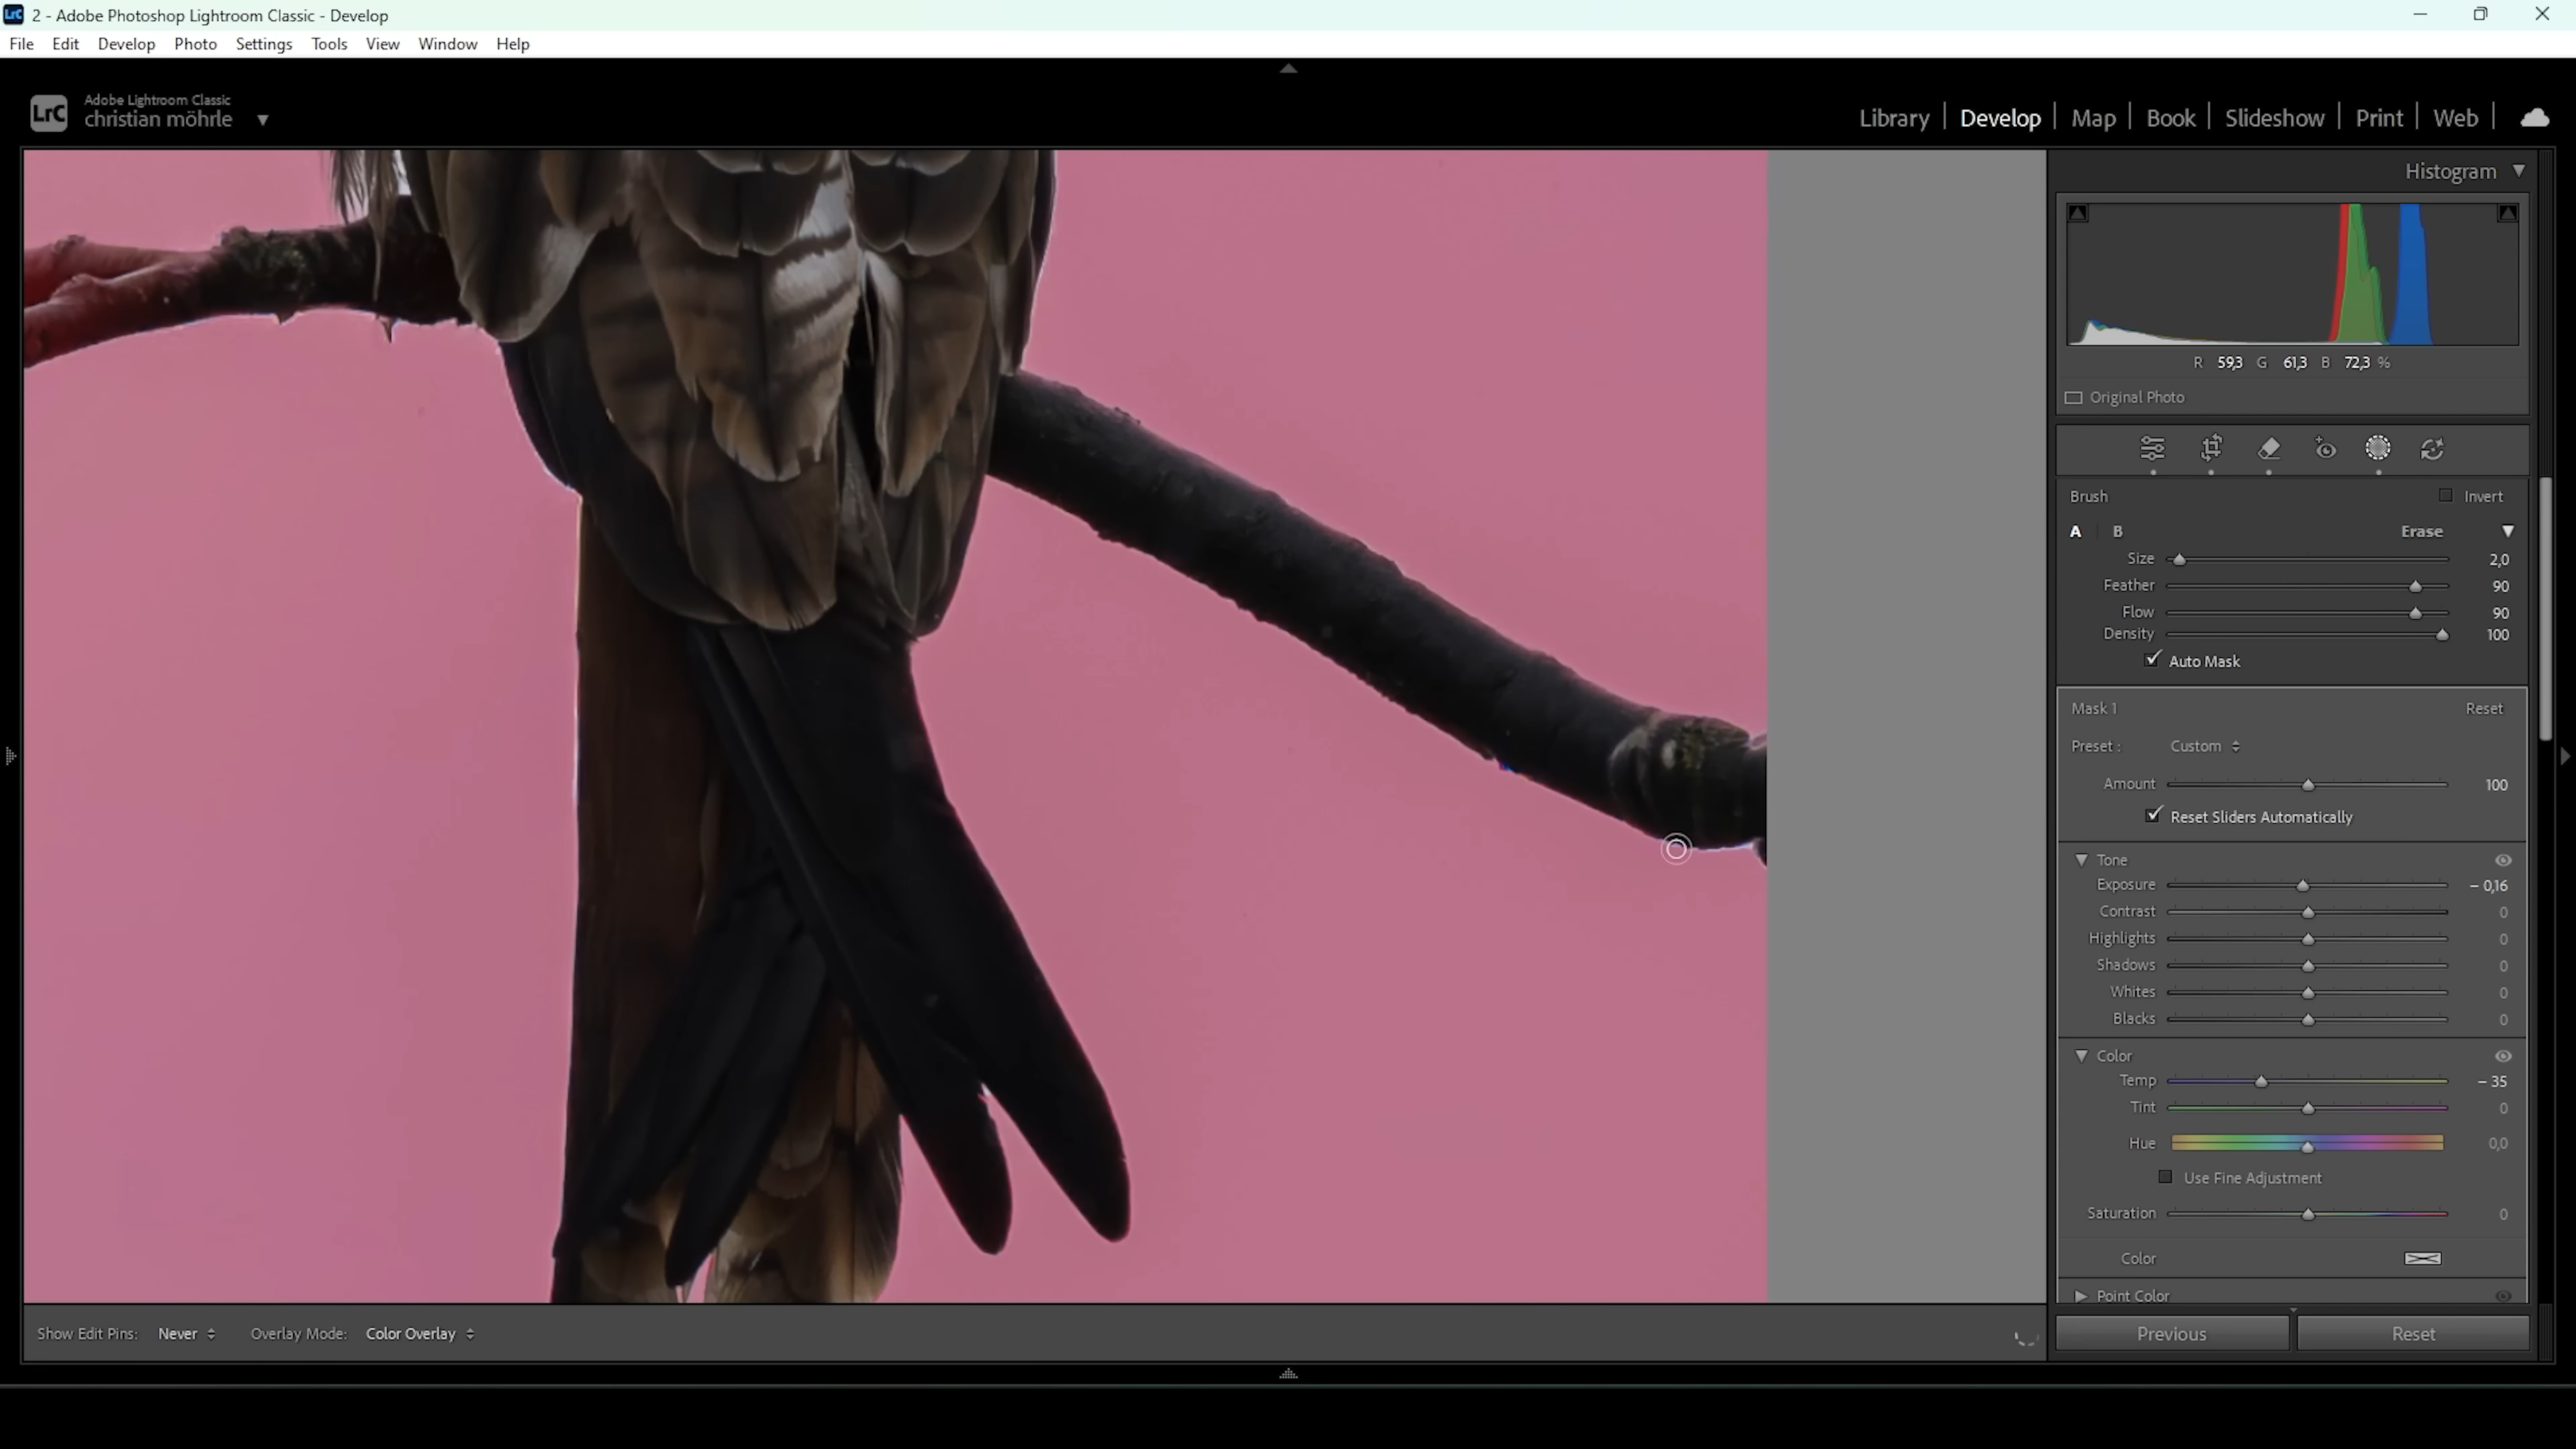 2 - Adobe Photoshop Lightroom Classic - Develop
File Edit Develop Photo Settings Tools View Window Help
LrC Adobe Lightroom Classic
christian möhrle
Library Develop Map Book Slideshow Print Web
Histogram
R 59,3 G 61,3 B 72,3 %
Original Photo
Brush Invert
A B Erase
Size 2,0
Feather 90
Flow 90
Density 100
Auto Mask
Mask 1 Reset
Preset : Custom
Amount 100
Reset Sliders Automatically
Tone
Exposure – 0,16
Contrast 0
Highlights 0
Shadows 0
Whites 0
Blacks 0
Color
Temp – 35
Tint 0
Hue 0,0
Use Fine Adjustment
Saturation 0
Color
Point Color
Show Edit Pins: Never Overlay Mode: Color Overlay
Previous Reset